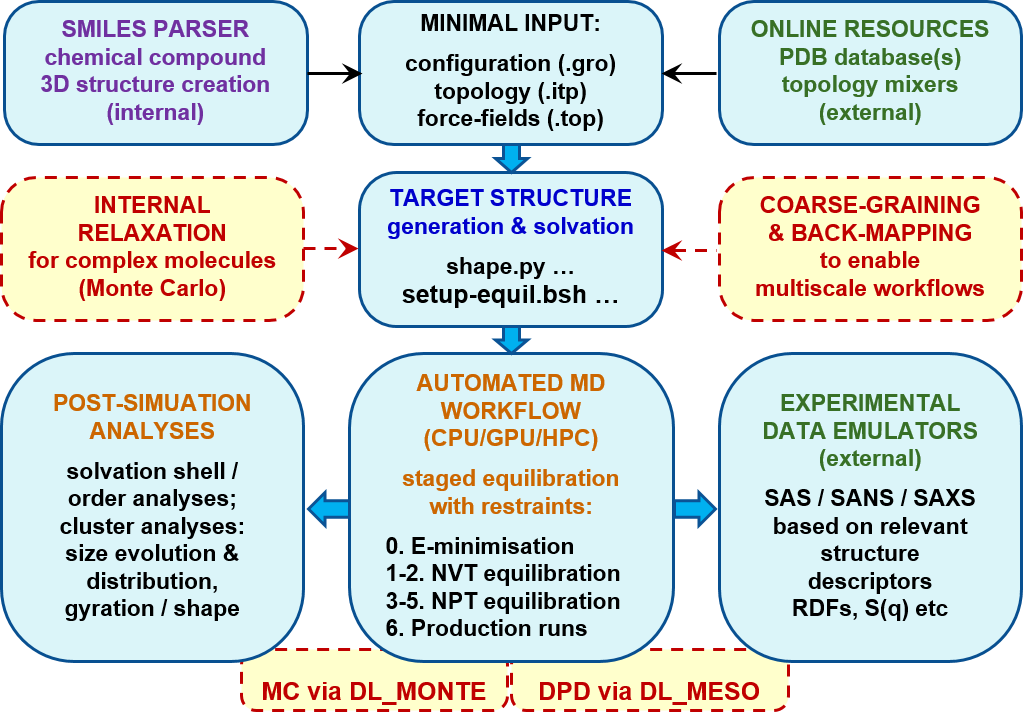 SMILES PARSER
chemical compound
3D structure creation
(internal)
MINIMAL INPUT:
configuration (.gro)
topology (.itp)
force-fields (.top)
ONLINE RESOURCES
PDB database(s)
topology mixers
(external)
INTERNAL
RELAXATION
for complex molecules
(Monte Carlo)
TARGET STRUCTURE
generation & solvation
shape.py …
setup-equil.bsh …
COARSE-GRAINING
& BACK-MAPPING
to enable
multiscale workflows
POST-SIMUATION
ANALYSES
solvation shell /
order analyses;
cluster analyses:
size evolution &
distribution,
gyration / shape
AUTOMATED MD
WORKFLOW
(CPU/GPU/HPC)
staged equilibration
with restraints:
0. E-minimisation
1-2. NVT equilibration
3-5. NPT equilibration
6. Production runs
EXPERIMENTAL
DATA EMULATORS
(external)
SAS / SANS / SAXS
based on relevant
structure
descriptors
RDFs, S(q) etc
MC via DL_MONTE
DPD via DL_MESO